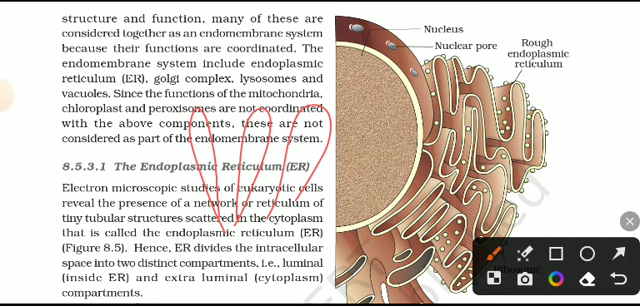 structure and function, many of these are
considered together as an endomembrane system
because their functions are coordinated. The
endomembrane system include endoplasmic
reticulum (ER), golgi complex, lysosomes and
vacuoles. Since the functions of the mitochondria,
chloroplast and peroxisomes are not coordinated
with the above components, these are not
considered as part of the endomembrane system.
8.5.3.1 The Endoplasmic Reticulum (ER)
Electron microscopic studies of eukaryotic cells
reveal the presence of a network or reticulum of
tiny tubular structures scattered in the cytoplasm
that is called the endoplasmic reticulum (ER)
(Figure 8.5). Hence, ER divides the intracellular
space into two distinct compartments, i.e., luminal
(inside ER) and extra luminal (cytoplasm)
compartments.
Nucleus
Nuclear pore
Rough
endoplasmic
reticulum